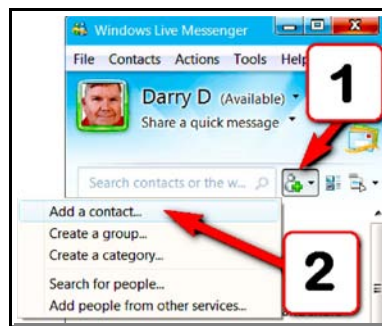 Windows Live Messenger
File Contacts Actions Tools Help
1
Darry D (Available)
Share a quick message
Search contacts or the w...
Add a contact...
Create a group...
Create a category...
Search for people...
Add people from other services...
2